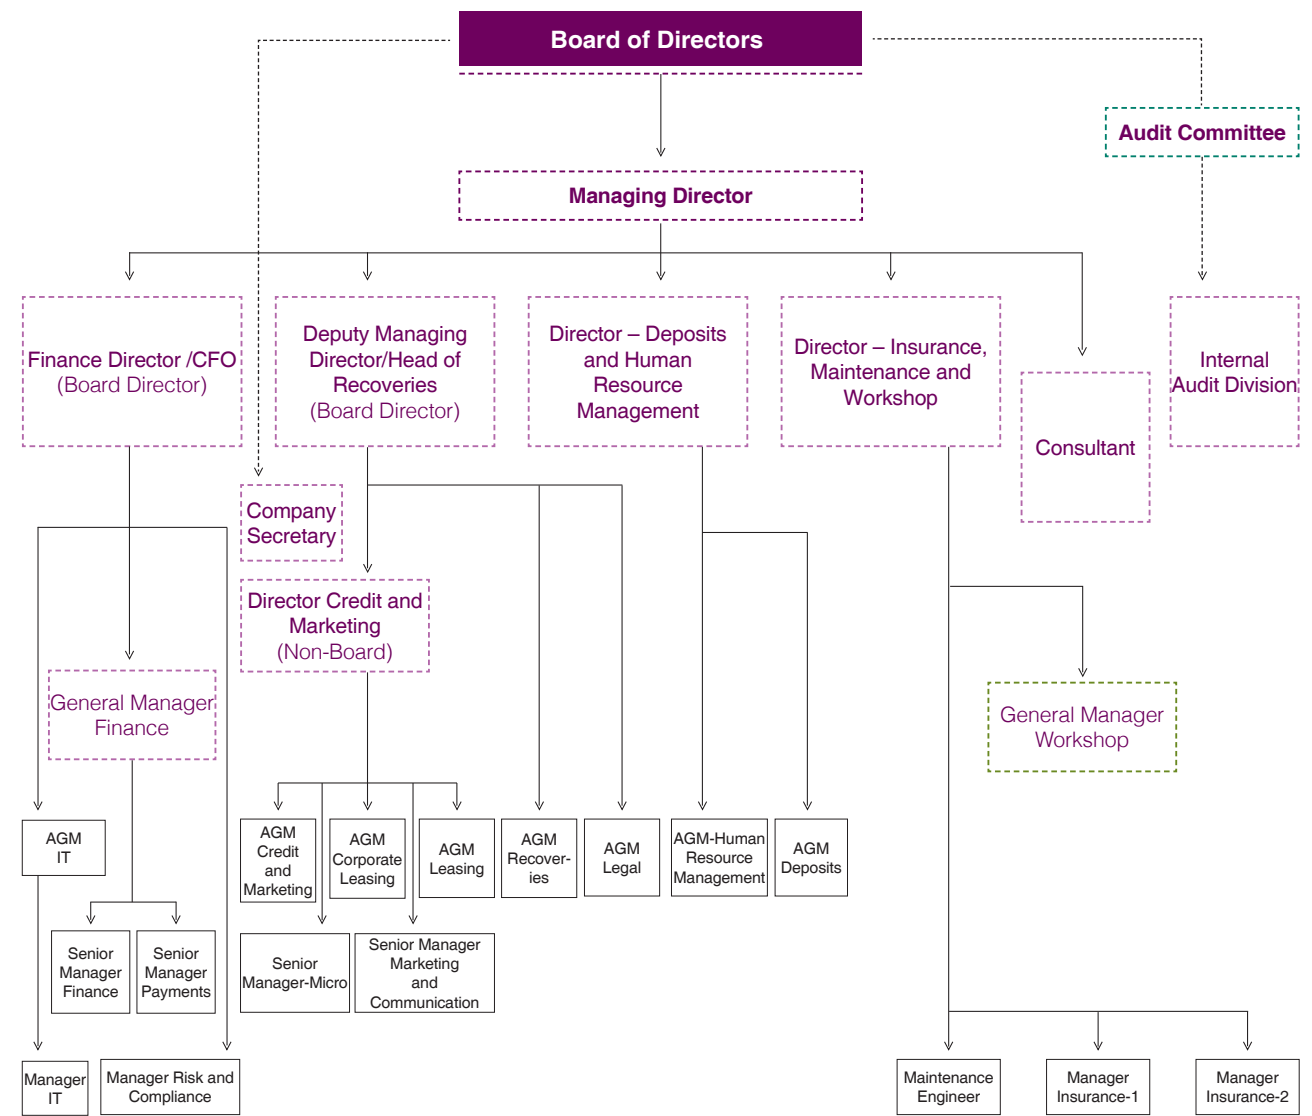 Board of Directors
Audit Committee
Managing Director
Finance Director /CFO
(Board Director)
Deputy Managing
Director/Head of
Recoveries
(Board Director)
Director – Deposits
and Human
Resource
Management
Director – Insurance,
Maintenance and
Workshop
Consultant
Internal
Audit Division
Company
Secretary
Director Credit and
Marketing
(Non-Board)
General Manager
Finance
General Manager
Workshop
AGM
IT
AGM
Credit
and
Marketing
AGM
Corporate
Leasing
AGM
Leasing
AGM
Recover-
ies
AGM
Legal
AGM-Human
Resource
Management
AGM
Deposits
Senior
Manager
Finance
Senior
Manager
Payments
Senior
Manager-Micro
Senior Manager
Marketing
and
Communication
Manager
IT
Manager Risk and
Compliance
Maintenance
Engineer
Manager
Insurance-1
Manager
Insurance-2